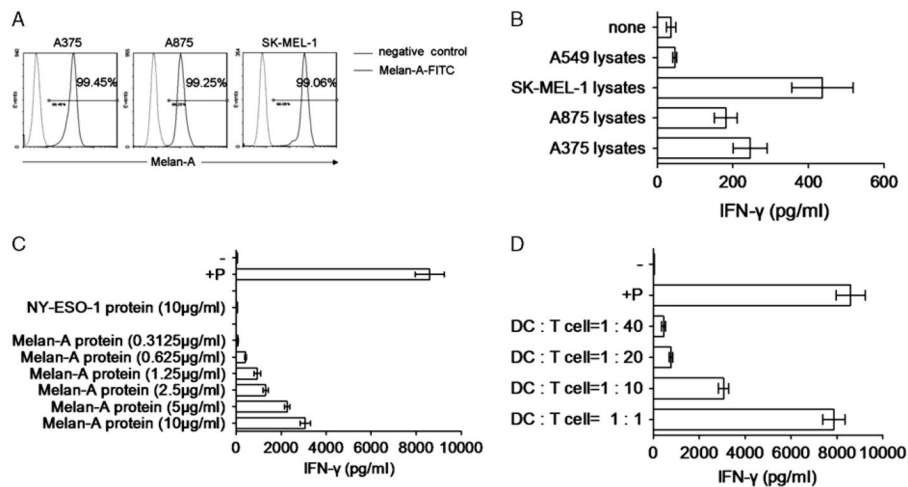 A
A375
A875
SK-MEL-1
negative control
Melan-A-FITC
99.45%
99.25%
99.06%
Events
Events
Events
Melan-A
B
none
A549 lysates
SK-MEL-1 lysates
A875 lysates
A375 lysates
0 200 400 600
IFN-γ (pg/ml)
C
-
+P
NY-ESO-1 protein (10μg/ml)
Melan-A protein (0.3125μg/ml)
Melan-A protein (0.625μg/ml)
Melan-A protein (1.25μg/ml)
Melan-A protein (2.5μg/ml)
Melan-A protein (5μg/ml)
Melan-A protein (10μg/ml)
0 2000 4000 6000 8000 10000
IFN-γ (pg/ml)
D
-
+P
DC : T cell=1 : 40
DC : T cell=1 : 20
DC : T cell=1 : 10
DC : T cell= 1 : 1
0 2000 4000 6000 8000 10000
IFN-γ (pg/ml)